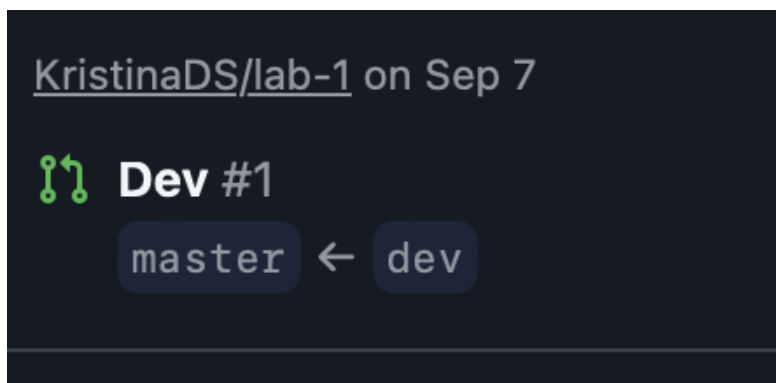 KristinaDS/lab-1 on Sep 7
Dev #1
master ← dev